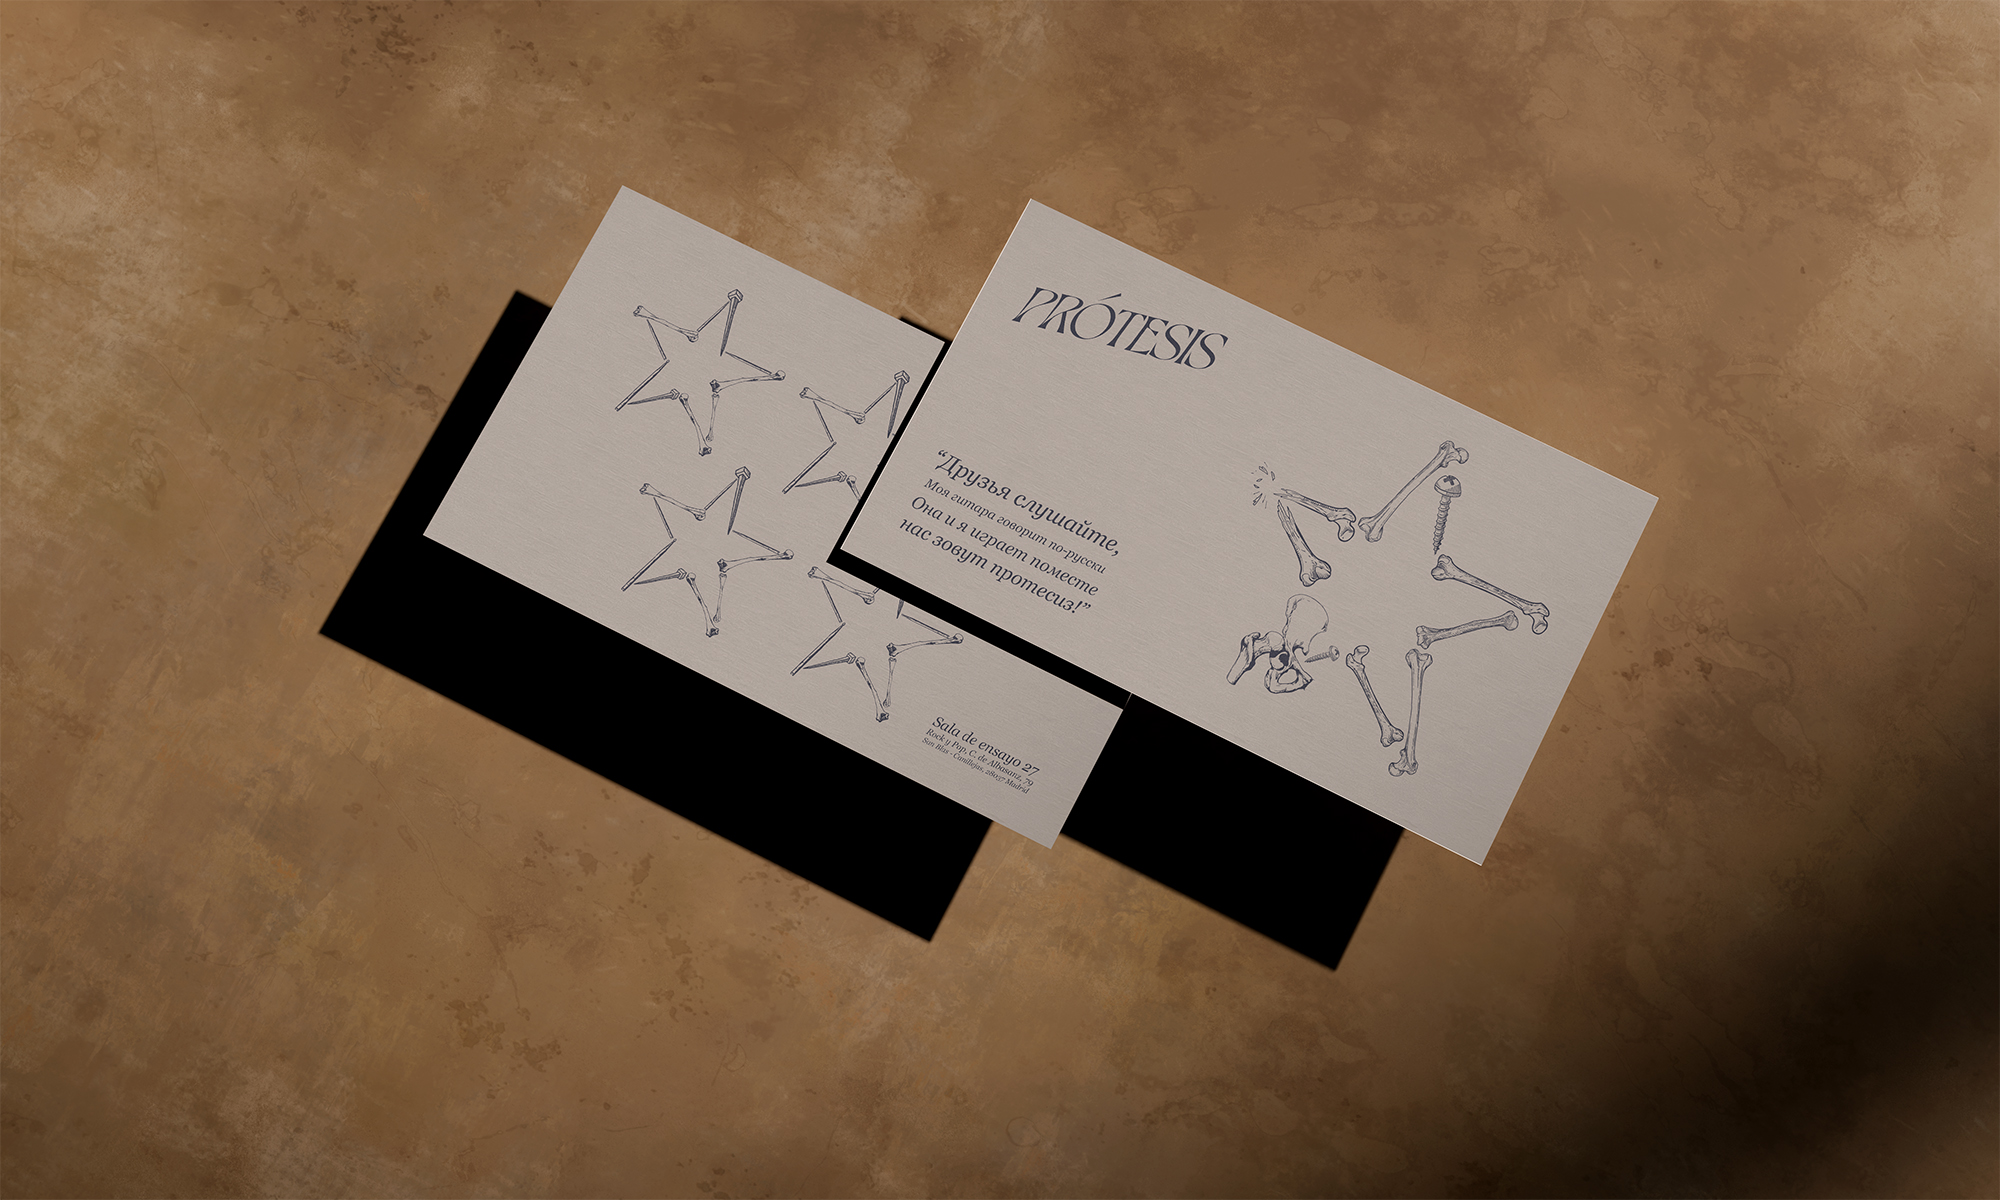 PRÓTESIS
“Друзья слушайте,
Моя гитара говорит по-русски
Она и я играет поместе
нас зовут протесиз!”
Sala de ensayo 27
Rock y Pop, C. de Albasanz, 79
San Blas - Canillejas, 28037 Madrid